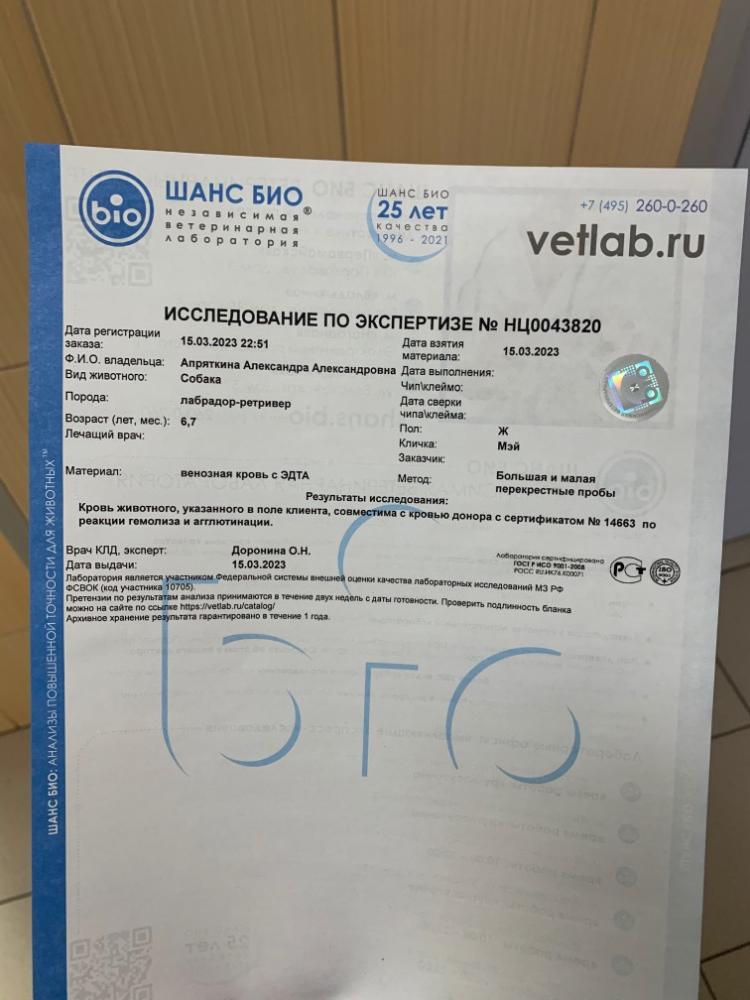 bio
ШАНС БИО®
независимая
ветеринарная
лаборатория
ШАНС БИО
25 лет
качества
1996 - 2021
+7 (495) 260-0-260
vetlab.ru
ИССЛЕДОВАНИЕ ПО ЭКСПЕРТИЗЕ № НЦ0043820
Дата регистрации заказа: 15.03.2023 22:51
Дата взятия материала: 15.03.2023
Ф.И.О. владельца: Апряткина Александра Александровна
Дата выполнения:
Вид животного: Собака
Чип\клеймо:
Порода: лабрадор-ретривер
Дата сверки чипа\клейма:
Возраст (лет, мес.): 6,7
Пол: Ж
Лечащий врач:
Кличка: Мэй
Заказчик:
Материал: венозная кровь с ЭДТА
Метод: Большая и малая перекрестные пробы
Результаты исследования:
Кровь животного, указанного в поле клиента, совместима с кровью донора с сертификатом № 14663 по
реакции гемолиза и агглютинации.
Врач КЛД, эксперт: Доронина О.Н.
Дата выдачи: 15.03.2023
Лаборатория сертифицирована
ГОСТ Р ИСО 9001-2008
Лаборатория является участником Федеральной системы внешней оценки качества лабораторных исследований МЗ РФ
ФСВОК (код участника 10705).
Претензии по результатам анализа принимаются в течение двух недель с даты готовности. Проверить подлинность бланка
можно на сайте по ссылке https://vetlab.ru/catalog/
Архивное хранение результата гарантировано в течение 1 года.
ШАНС БИО: АНАЛИЗЫ ПОВЫШЕННОЙ ТОЧНОСТИ ДЛЯ ЖИВОТНЫХ™